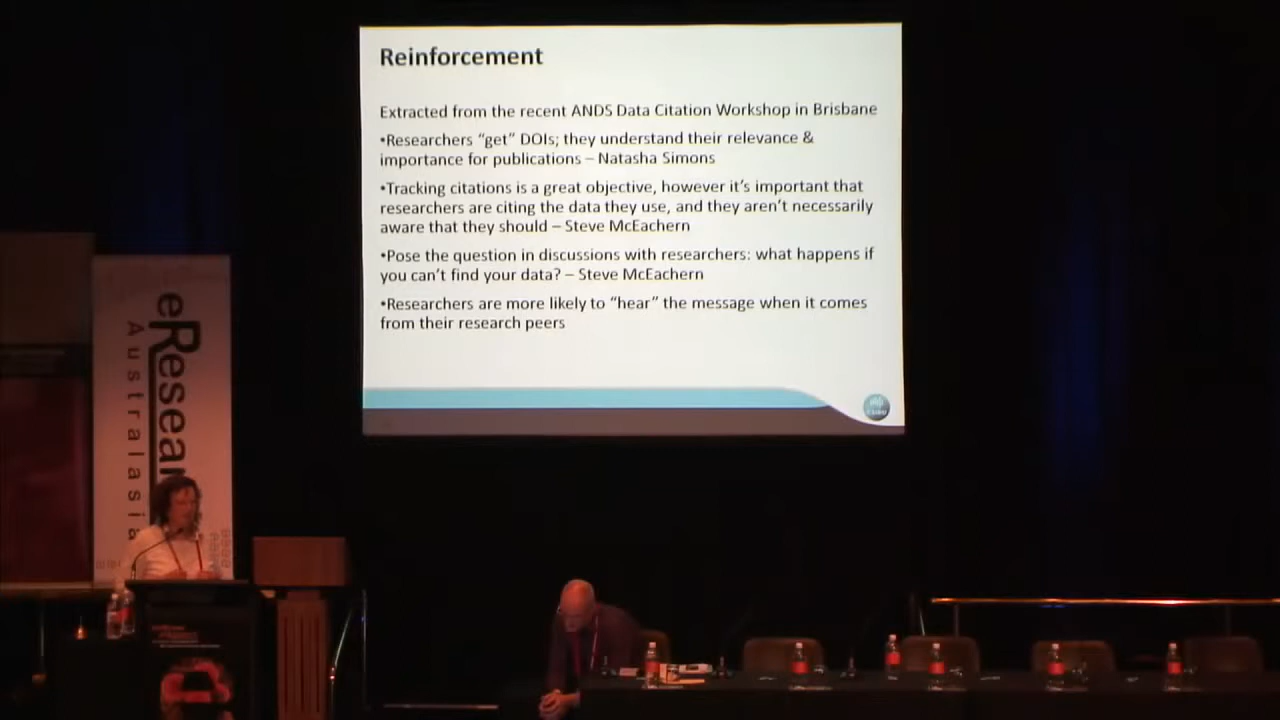 Reinforcement
Extracted from the recent ANDS Data Citation Workshop in Brisbane
•Researchers “get” DOIs; they understand their relevance &
importance for publications – Natasha Simons
•Tracking citations is a great objective, however it’s important that
researchers are citing the data they use, and they aren’t necessarily
aware that they should – Steve McEachern
•Pose the question in discussions with researchers: what happens if
you can’t find your data? – Steve McEachern
•Researchers are more likely to “hear” the message when it comes
from their research peers
CSIRO
eResear
Australasia